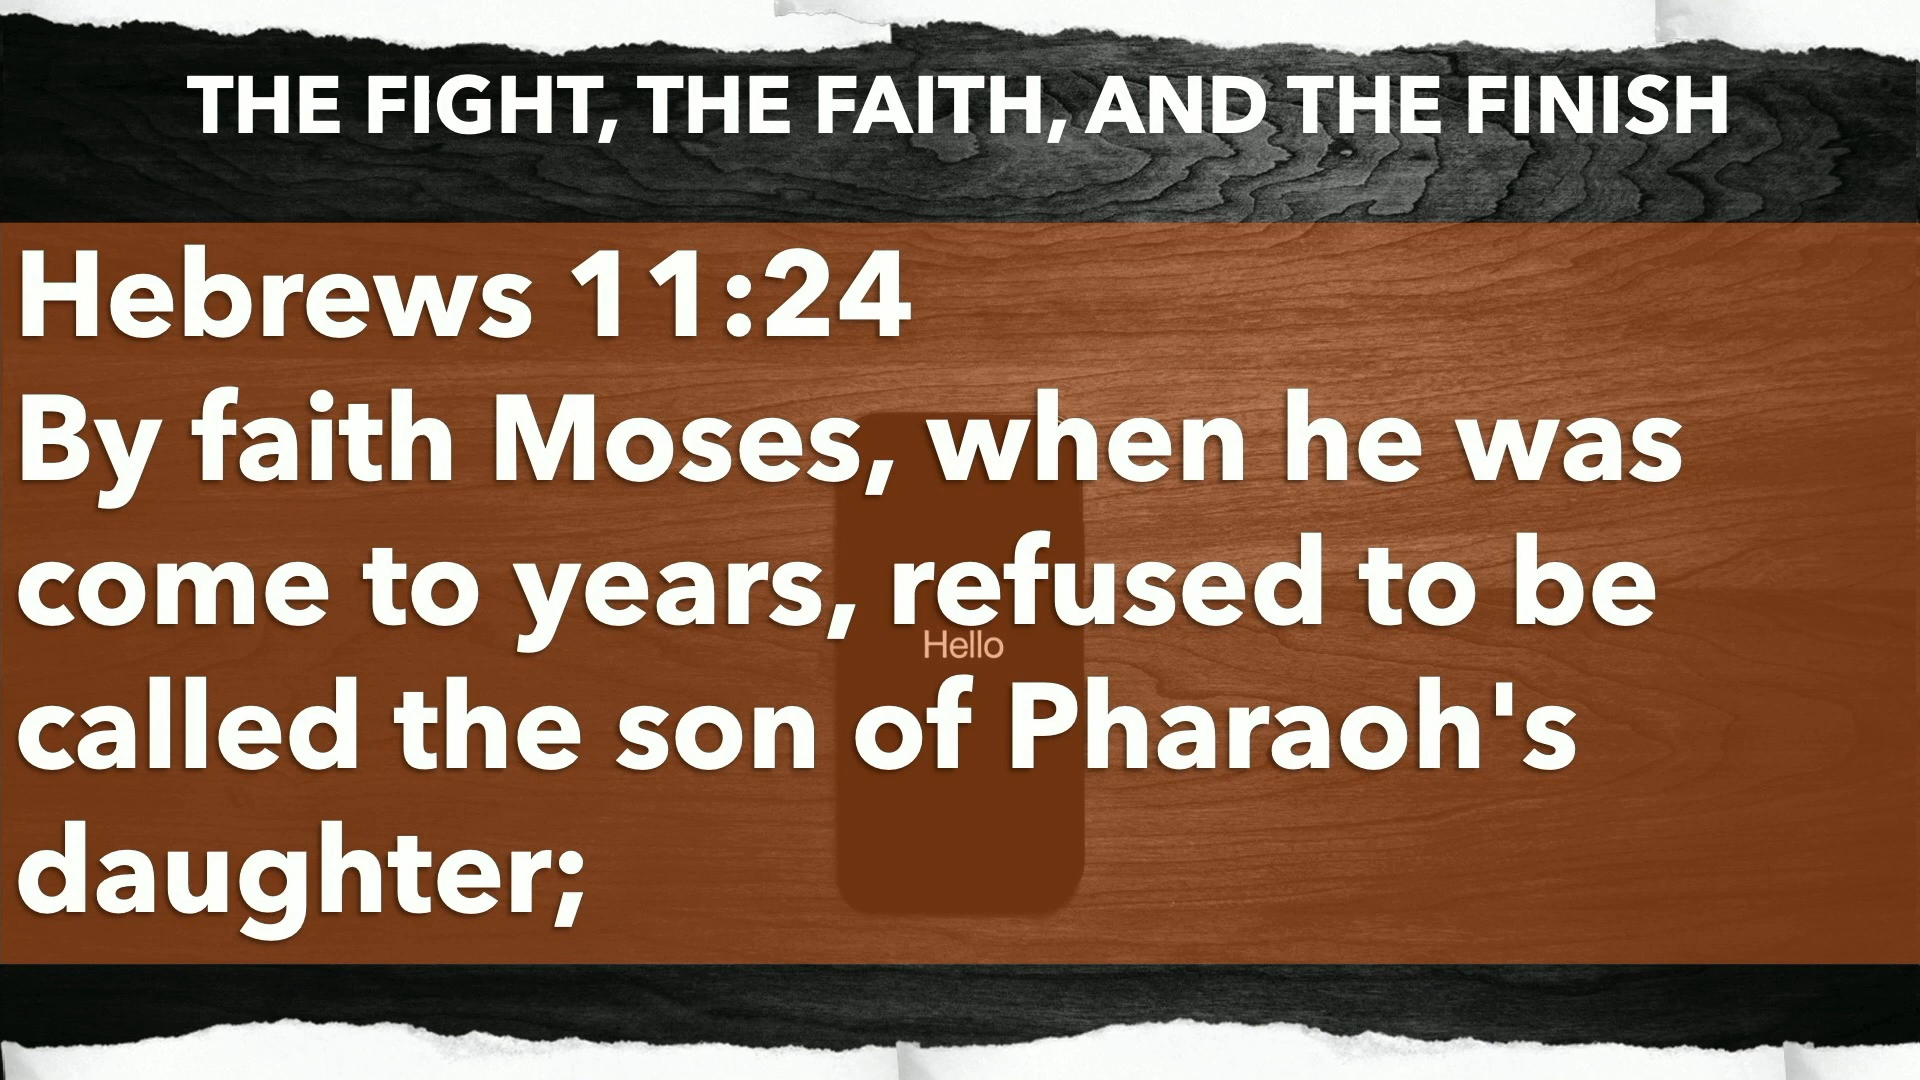 THE FIGHT, THE FAITH, AND THE FINISH
Hebrews 11:24
By faith Moses, when he was
come to years, refused to be
Hello
called the son of Pharaoh's
daughter;